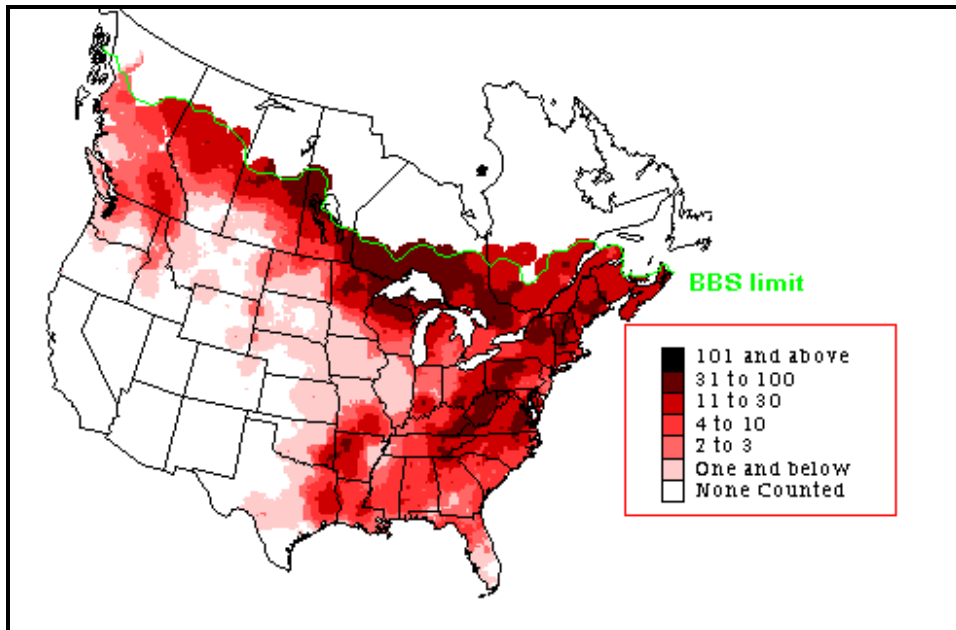 BBS limit
101 and above
31 to 100
11 to 30
4 to 10
2 to 3
One and below
None Counted